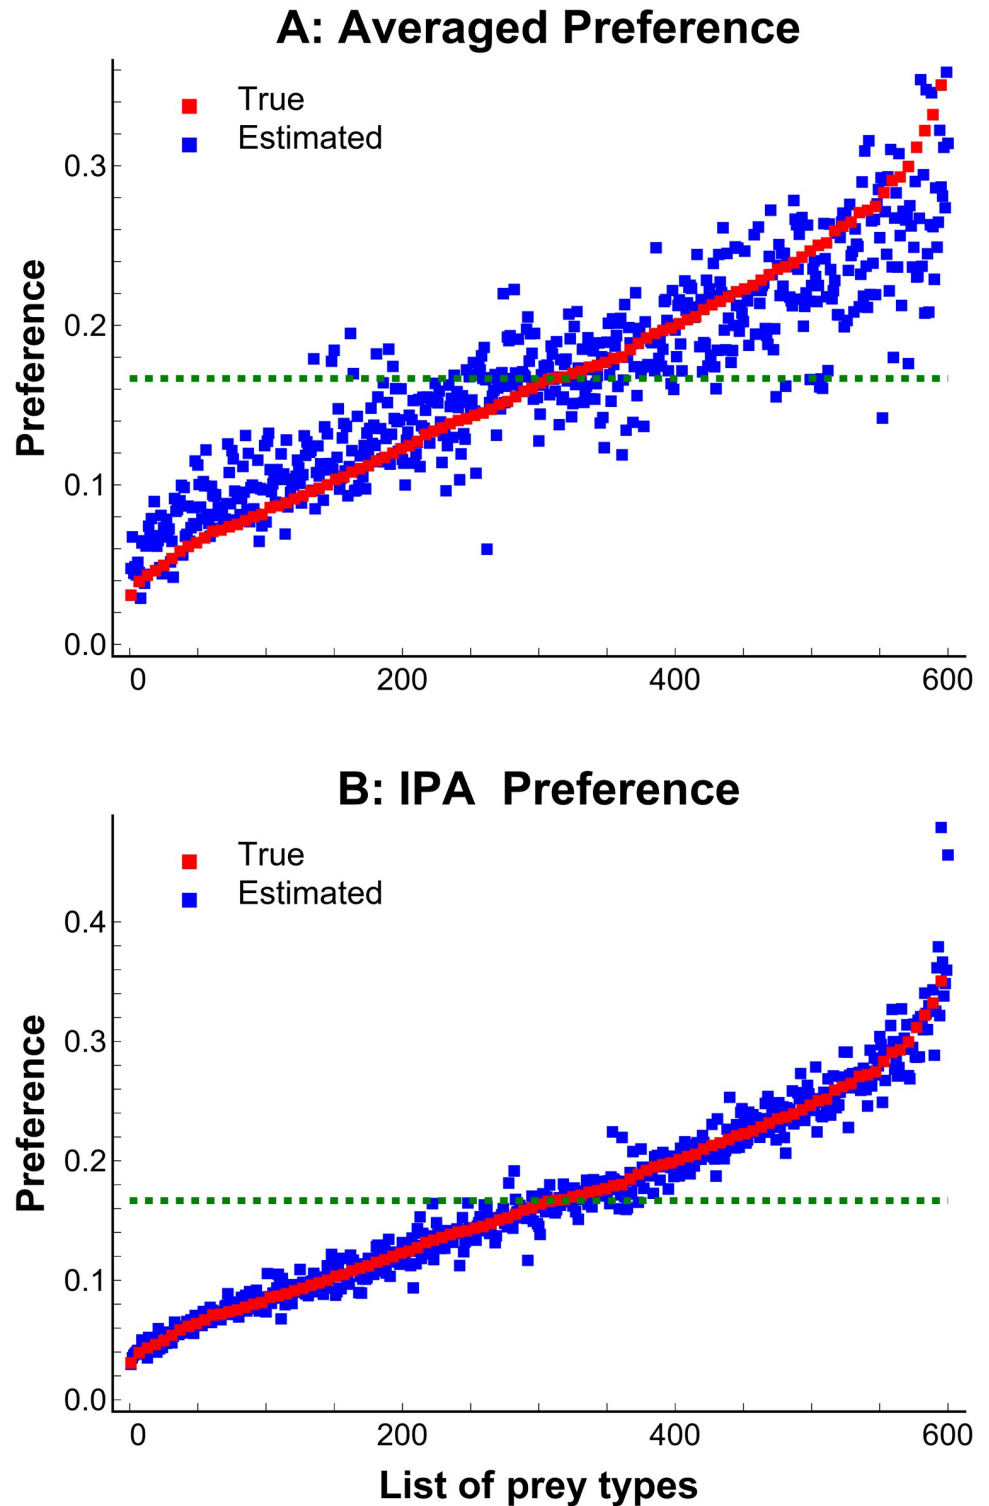 A: Averaged Preference
True
Estimated
Preference
0.3
0.2
0.1
0.0
0 200 400 600
B: IPA Preference
True
Estimated
Preference
0.4
0.3
0.2
0.1
0.0
0 200 400 600
List of prey types